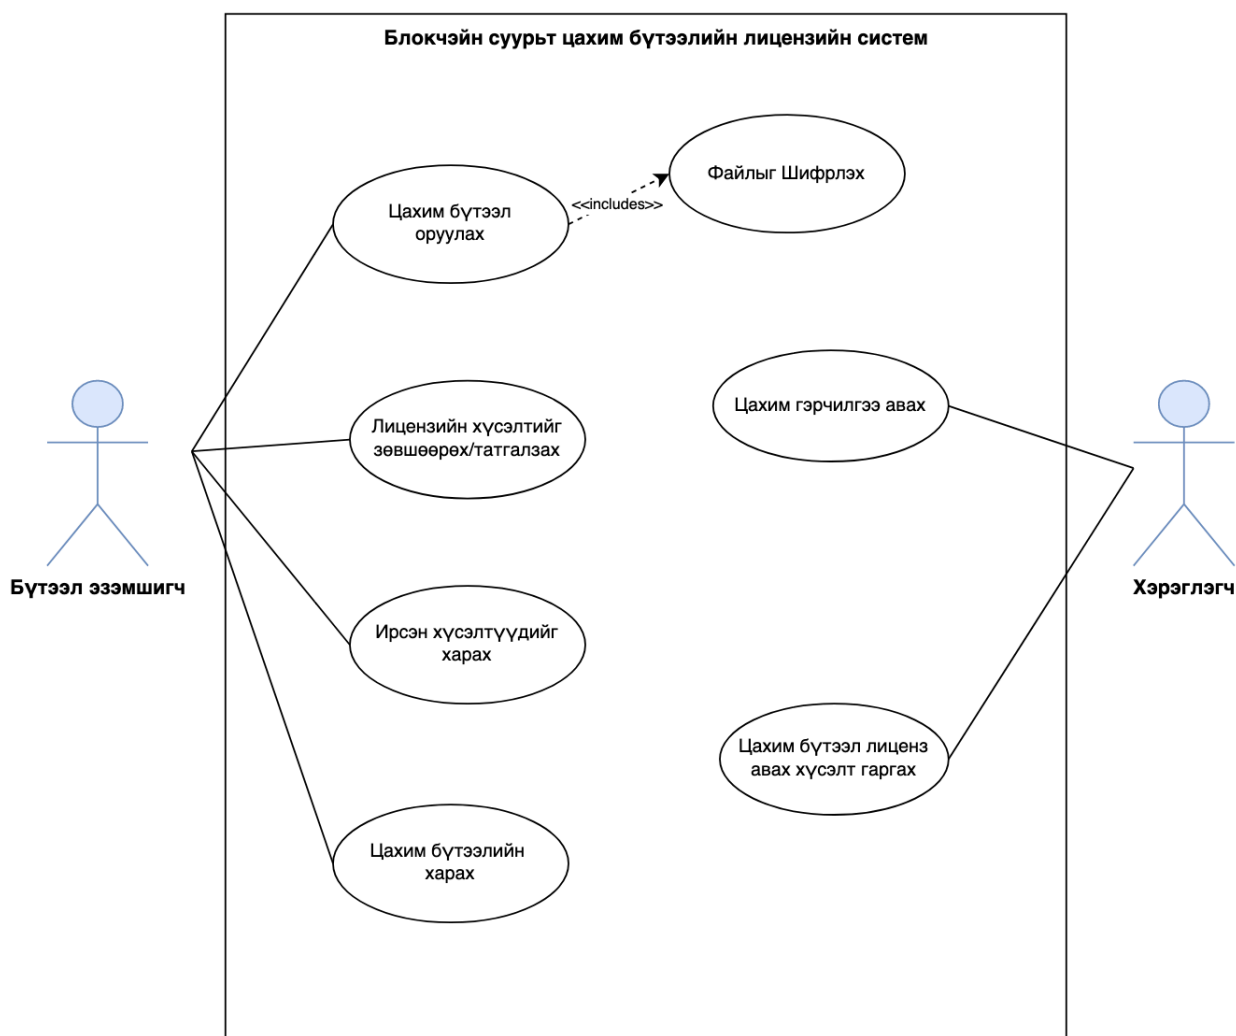 Блокчэйн суурьт цахим бүтээлийн лицензийн систем
Файлыг Шифрлэх
<<includes>>
Цахим бүтээл
оруулах
Цахим гэрчилгээ авах
Лицензийн хүсэлтийг
зөвшөөрөх/татгалзах
Бүтээл эзэмшигч
Хэрэглэгч
Ирсэн хүсэлтүүдийг
харах
Цахим бүтээл лиценз
авах хүсэлт гаргах
Цахим бүтээлийн
харах